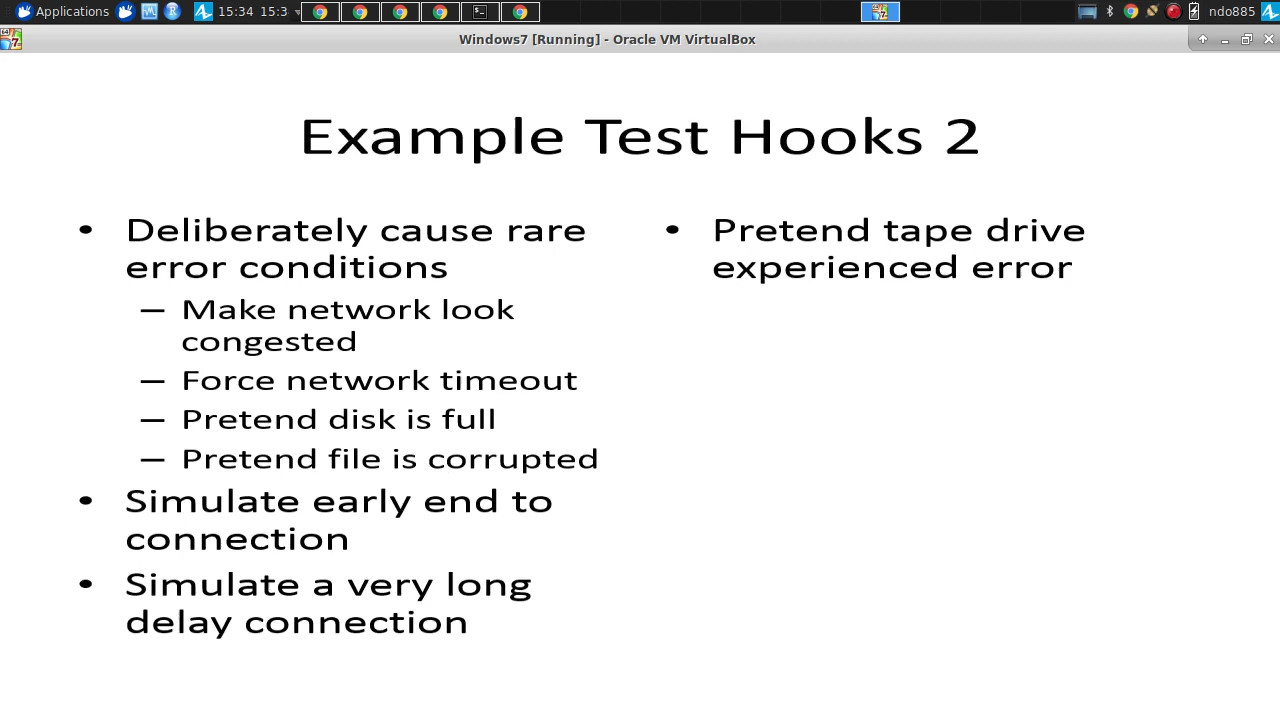 Applications 15:34 15:3 ndo885
Windows7 [Running] - Oracle VM VirtualBox
Example Test Hooks 2
• Deliberately cause rare
error conditions
– Make network look
congested
– Force network timeout
– Pretend disk is full
– Pretend file is corrupted
• Simulate early end to
connection
• Simulate a very long
delay connection
• Pretend tape drive
experienced error